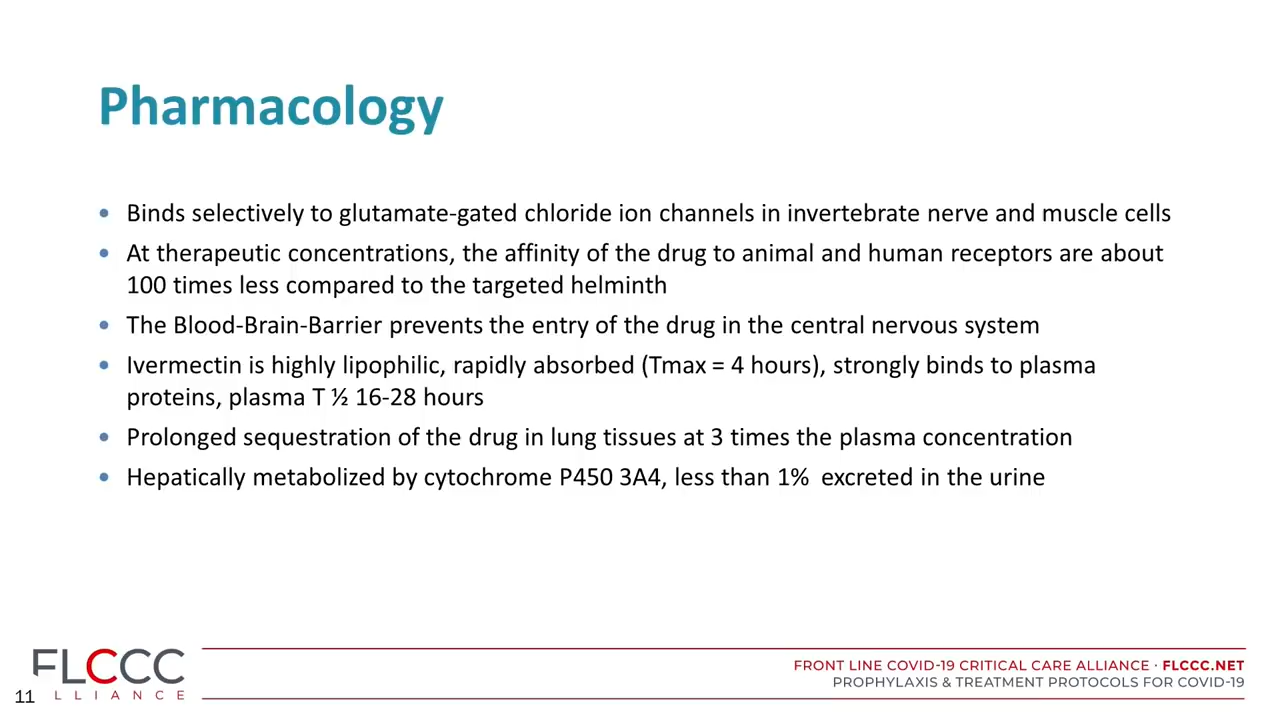 Pharmacology
• Binds selectively to glutamate-gated chloride ion channels in invertebrate nerve and muscle cells
• At therapeutic concentrations, the affinity of the drug to animal and human receptors are about
100 times less compared to the targeted helminth
• The Blood-Brain-Barrier prevents the entry of the drug in the central nervous system
• Ivermectin is highly lipophilic, rapidly absorbed (Tmax = 4 hours), strongly binds to plasma
proteins, plasma T ½ 16-28 hours
• Prolonged sequestration of the drug in lung tissues at 3 times the plasma concentration
• Hepatically metabolized by cytochrome P450 3A4, less than 1% excreted in the urine
FLCCC
LLIANCE
11
FRONT LINE COVID-19 CRITICAL CARE ALLIANCE · FLCCC.NET
PROPHYLAXIS & TREATMENT PROTOCOLS FOR COVID-19